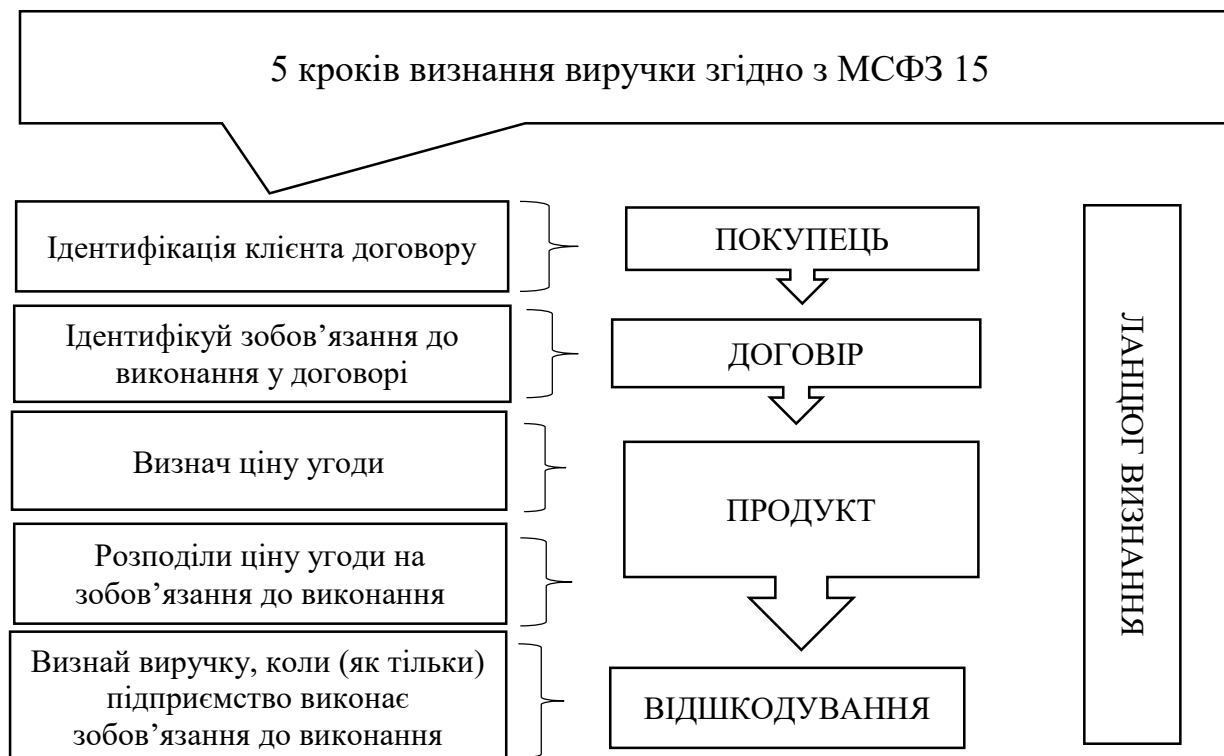 5 кроків визнання виручки згідно з МСФЗ 15
Ідентифікація клієнта договору
ПОКУПЕЦЬ
Ідентифікуй зобов’язання до
виконання у договорі
ДОГОВІР
Визнач ціну угоди
ПРОДУКТ
Розподіли ціну угоди на
зобов’язання до виконання
Визнай виручку, коли (як тільки)
підприємство виконає
зобов’язання до виконання
ВІДШКОДУВАННЯ
ЛАНЦЮГ ВИЗНАННЯ